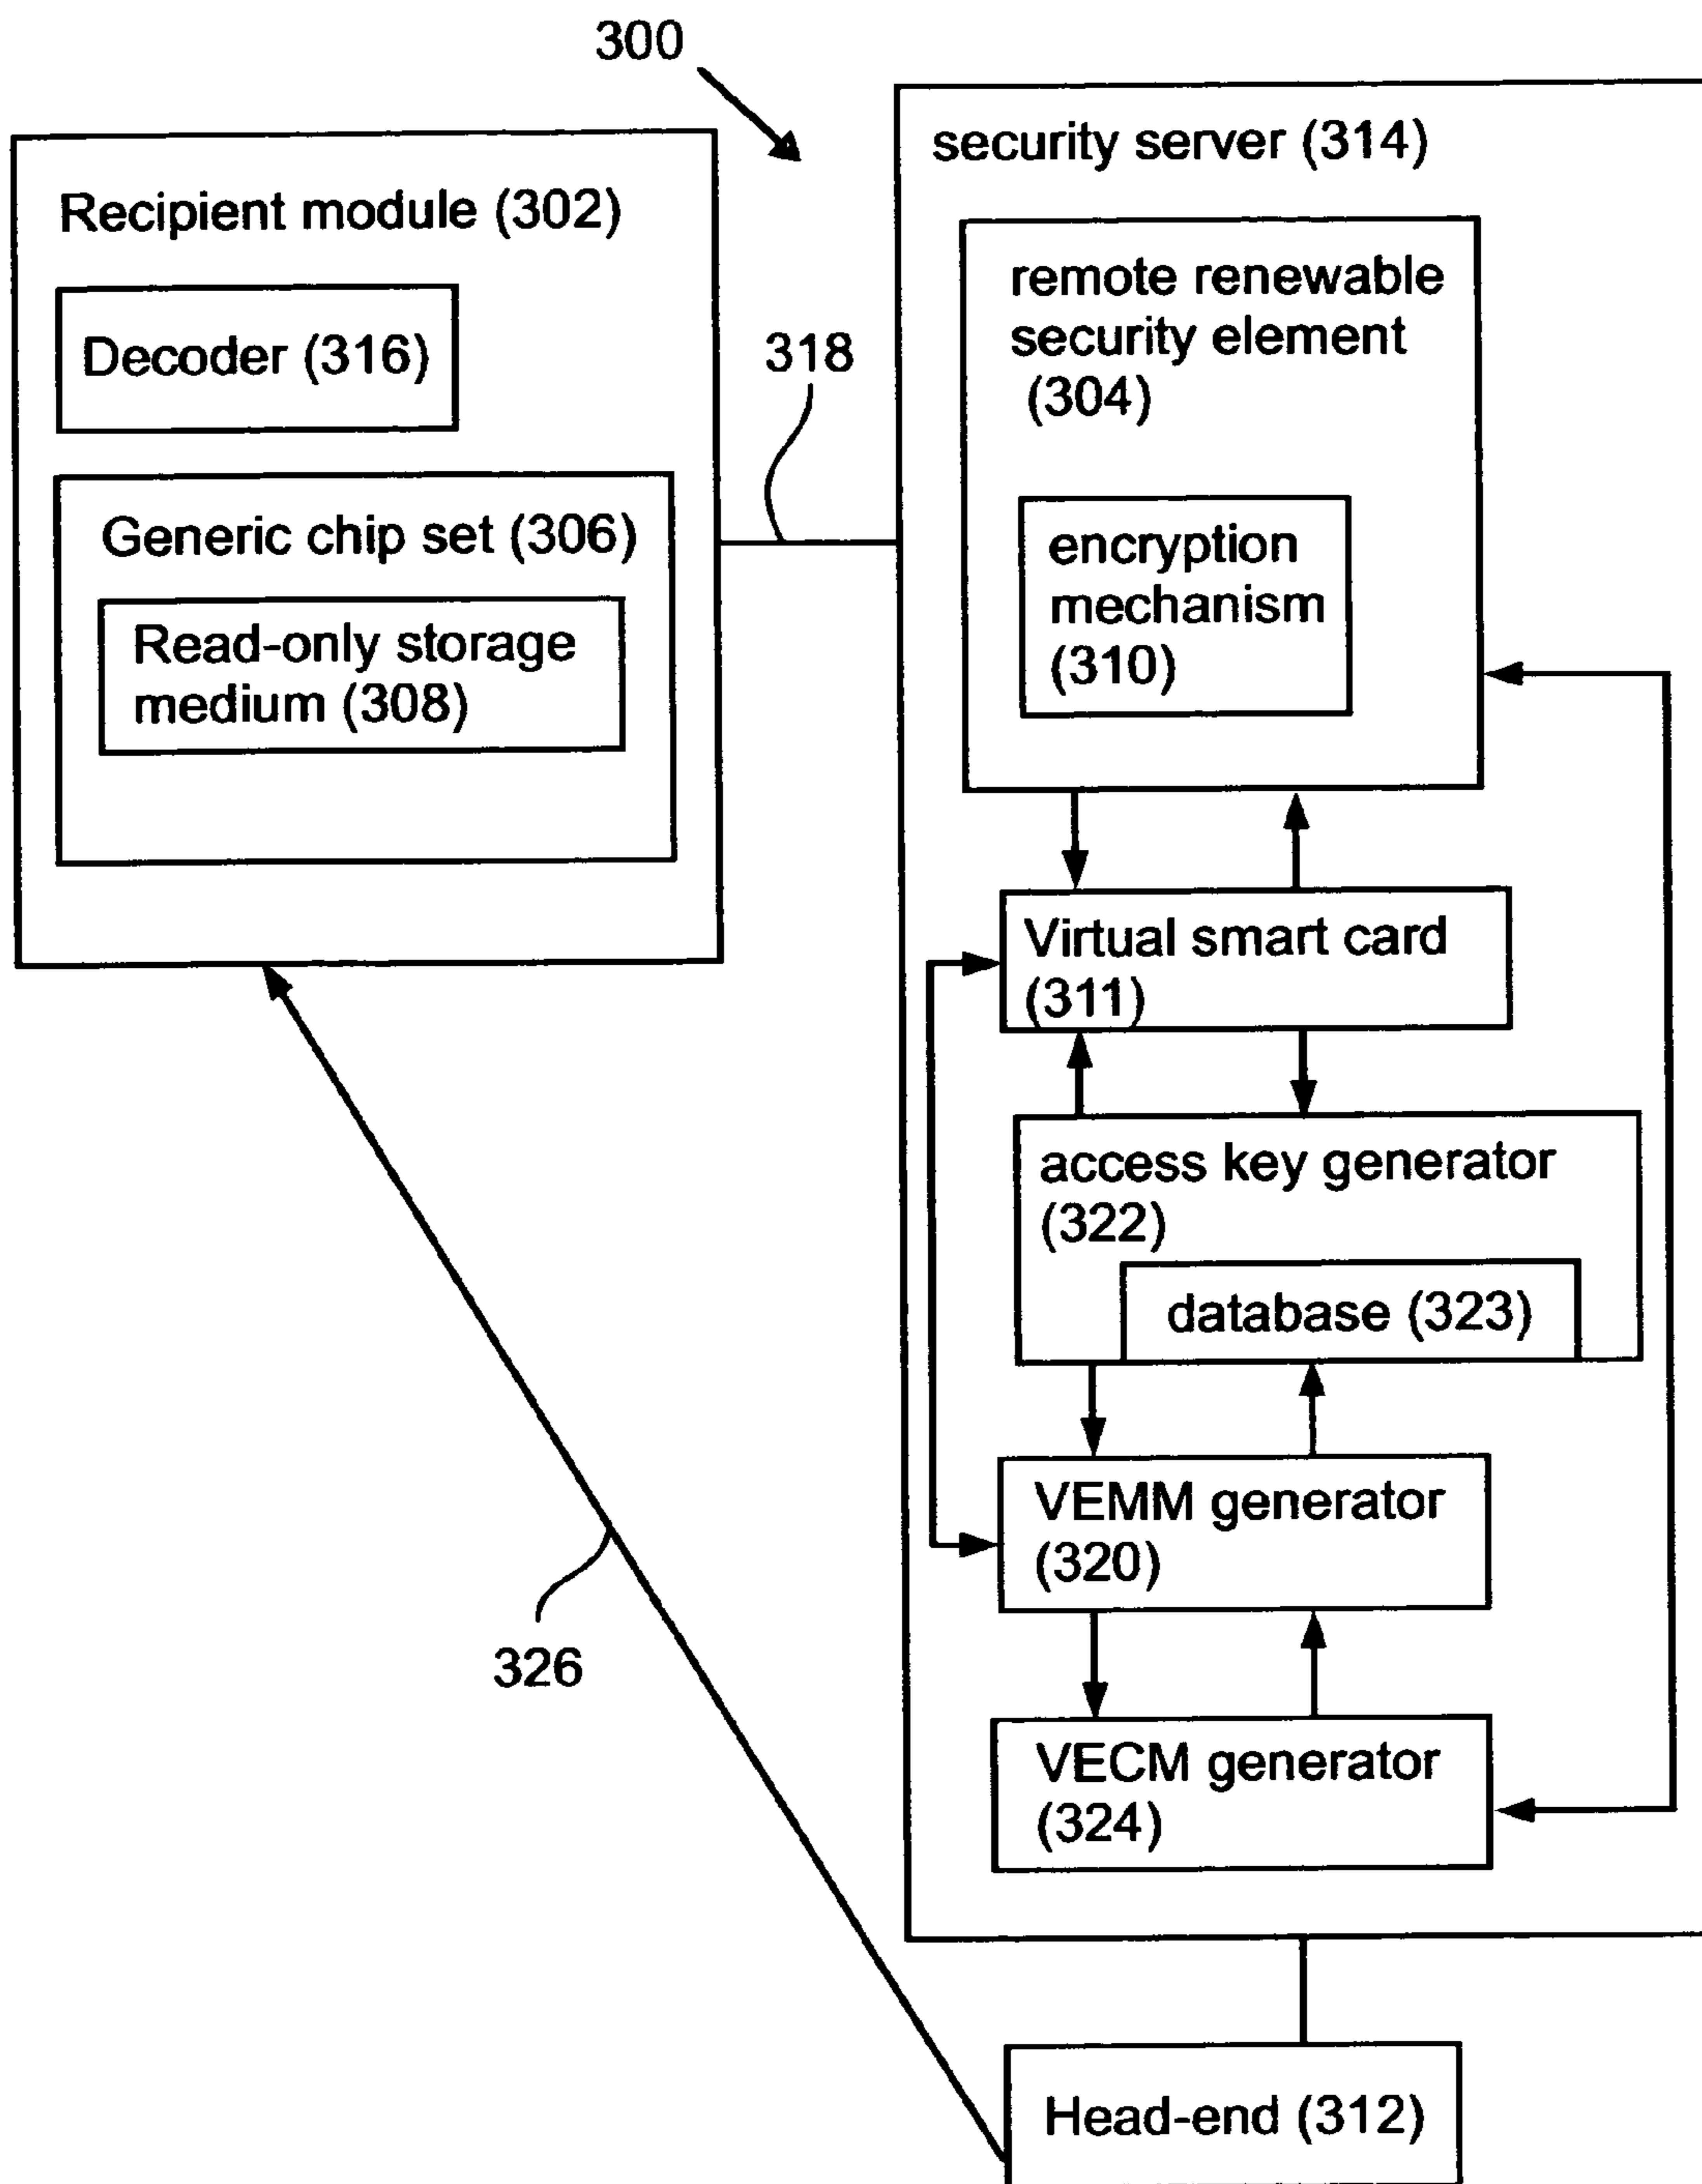 300
Recipient module (302)
Decoder (316)
Generic chip set (306)
Read-only storage
medium (308)
318
security server (314)
remote renewable
security element
(304)
encryption
mechanism
(310)
Virtual smart card
(311)
access key generator
(322)
database (323)
VEMM generator
(320)
326
VECM generator
(324)
Head-end (312)